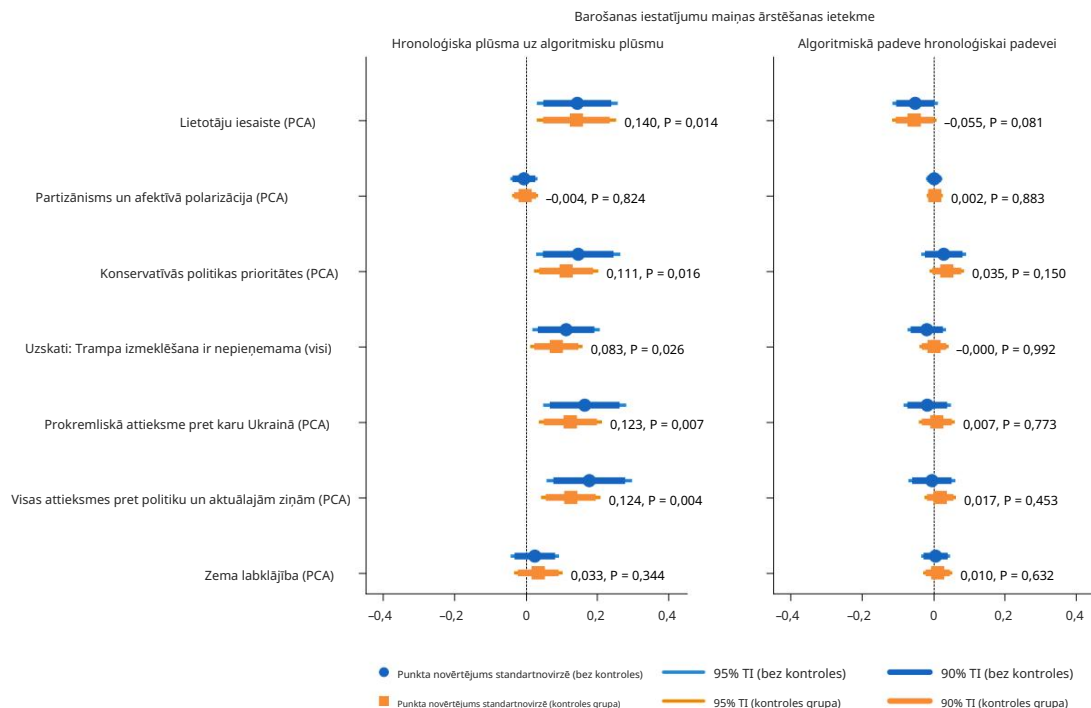 Barošanas iestatījumu maiņas ārstēšanas ietekme
Hronoloģiska plūsma uz algoritmisku plūsmu
Algoritmiskā padeve hronoloģiskai padevei
Lietotāju iesaiste (PCA)
0,140, P = 0,014
–0,055, P = 0,081
Partizānisms un afektīvā polarizācija (PCA)
–0,004, P = 0,824
0,002, P = 0,883
Konservatīvās politikas prioritātes (PCA)
0,111, P = 0,016
0,035, P = 0,150
Uzskati: Trampa izmeklēšana ir nepieņemama (visi)
0,083, P = 0,026
–0,000, P = 0,992
Prokremliskā attieksme pret karu Ukrainā (PCA)
0,123, P = 0,007
0,007, P = 0,773
Visas attieksmes pret politiku un aktuālajām ziņām (PCA)
0,124, P = 0,004
0,017, P = 0,453
Zema labklājība (PCA)
0,033, P = 0,344
0,010, P = 0,632
–0,4 –0,2 0 0,2 0,4
–0,4 –0,2 0 0,2 0,4
Punkta novērtējums standartnovirzē (bez kontroles)
95% TI (bez kontroles)
90% TI (bez kontroles)
Punkta novērtējums standartnovirzē (kontroles grupa)
95% TI (kontroles grupa)
90% TI (kontroles grupa)